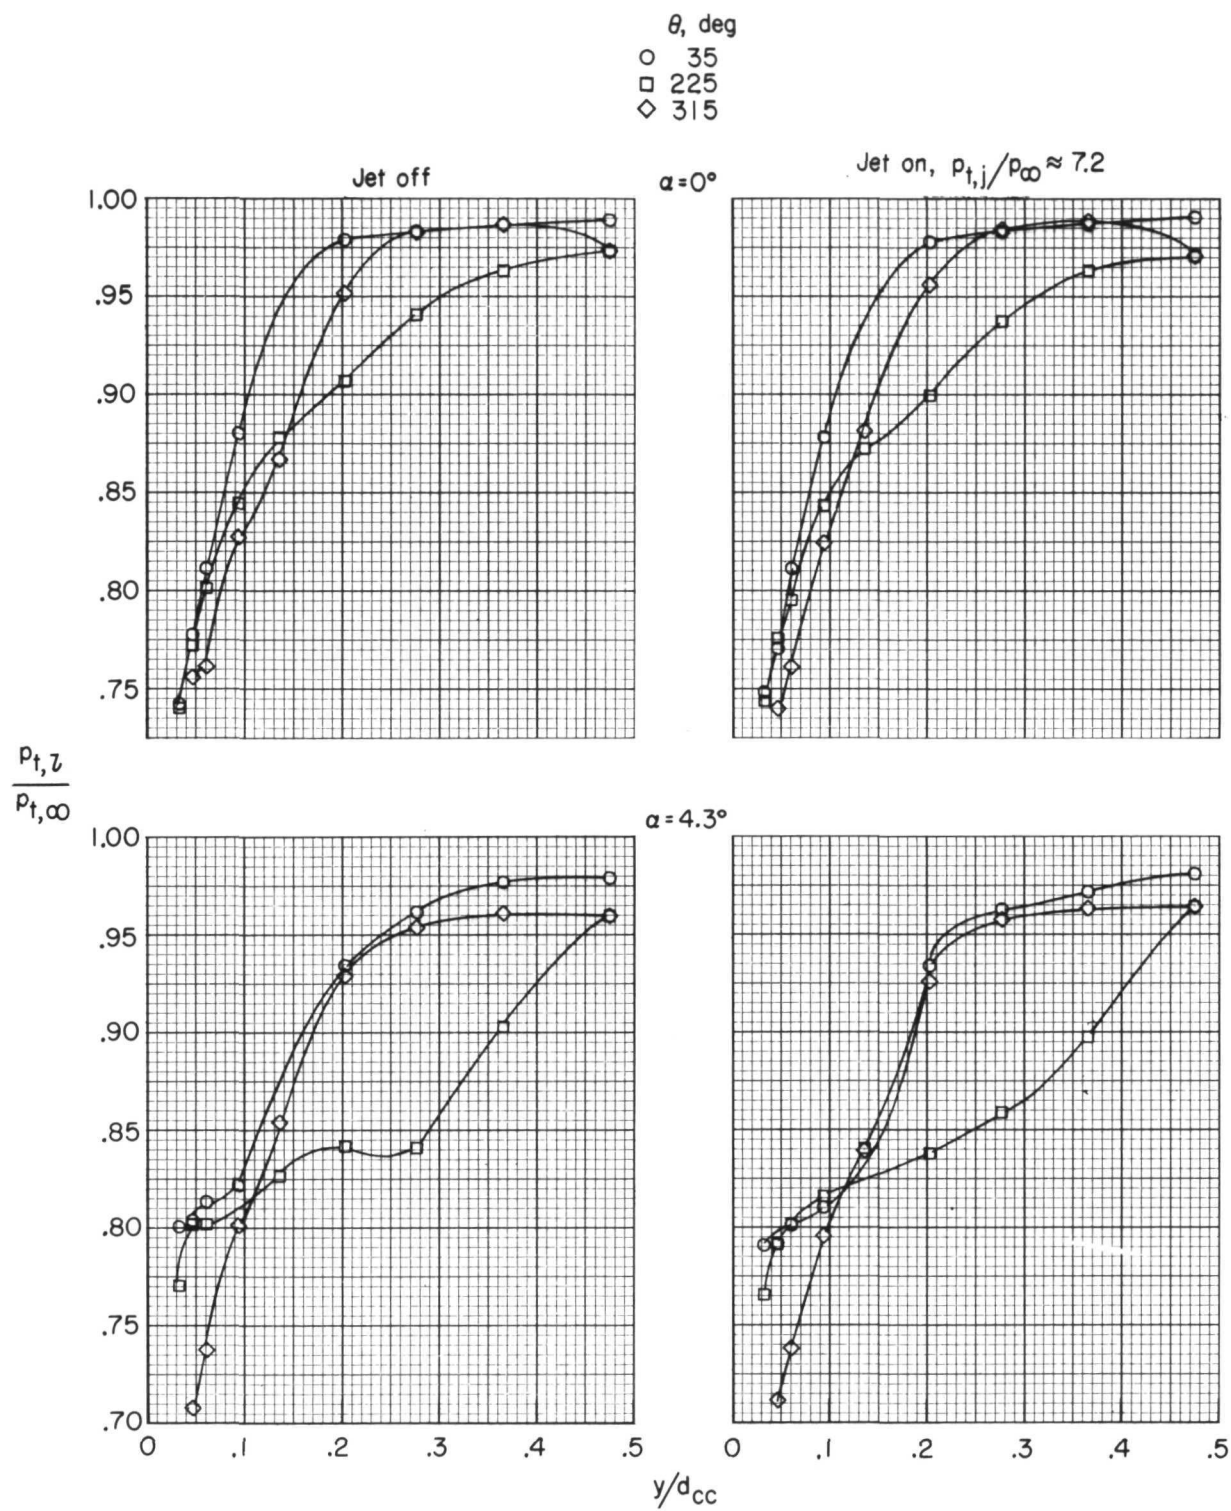 θ, deg
○ 35
□ 225
◇ 315
Jet off
α=0°
Jet on, p_t,j/p_∞ ≈ 7.2
1.00
.95
.90
.85
.80
.75
p_t,l
p_t,∞
α=4.3°
1.00
.95
.90
.85
.80
.75
.70
0 .1 .2 .3 .4 .5
0 .1 .2 .3 .4 .5
y/d_cc